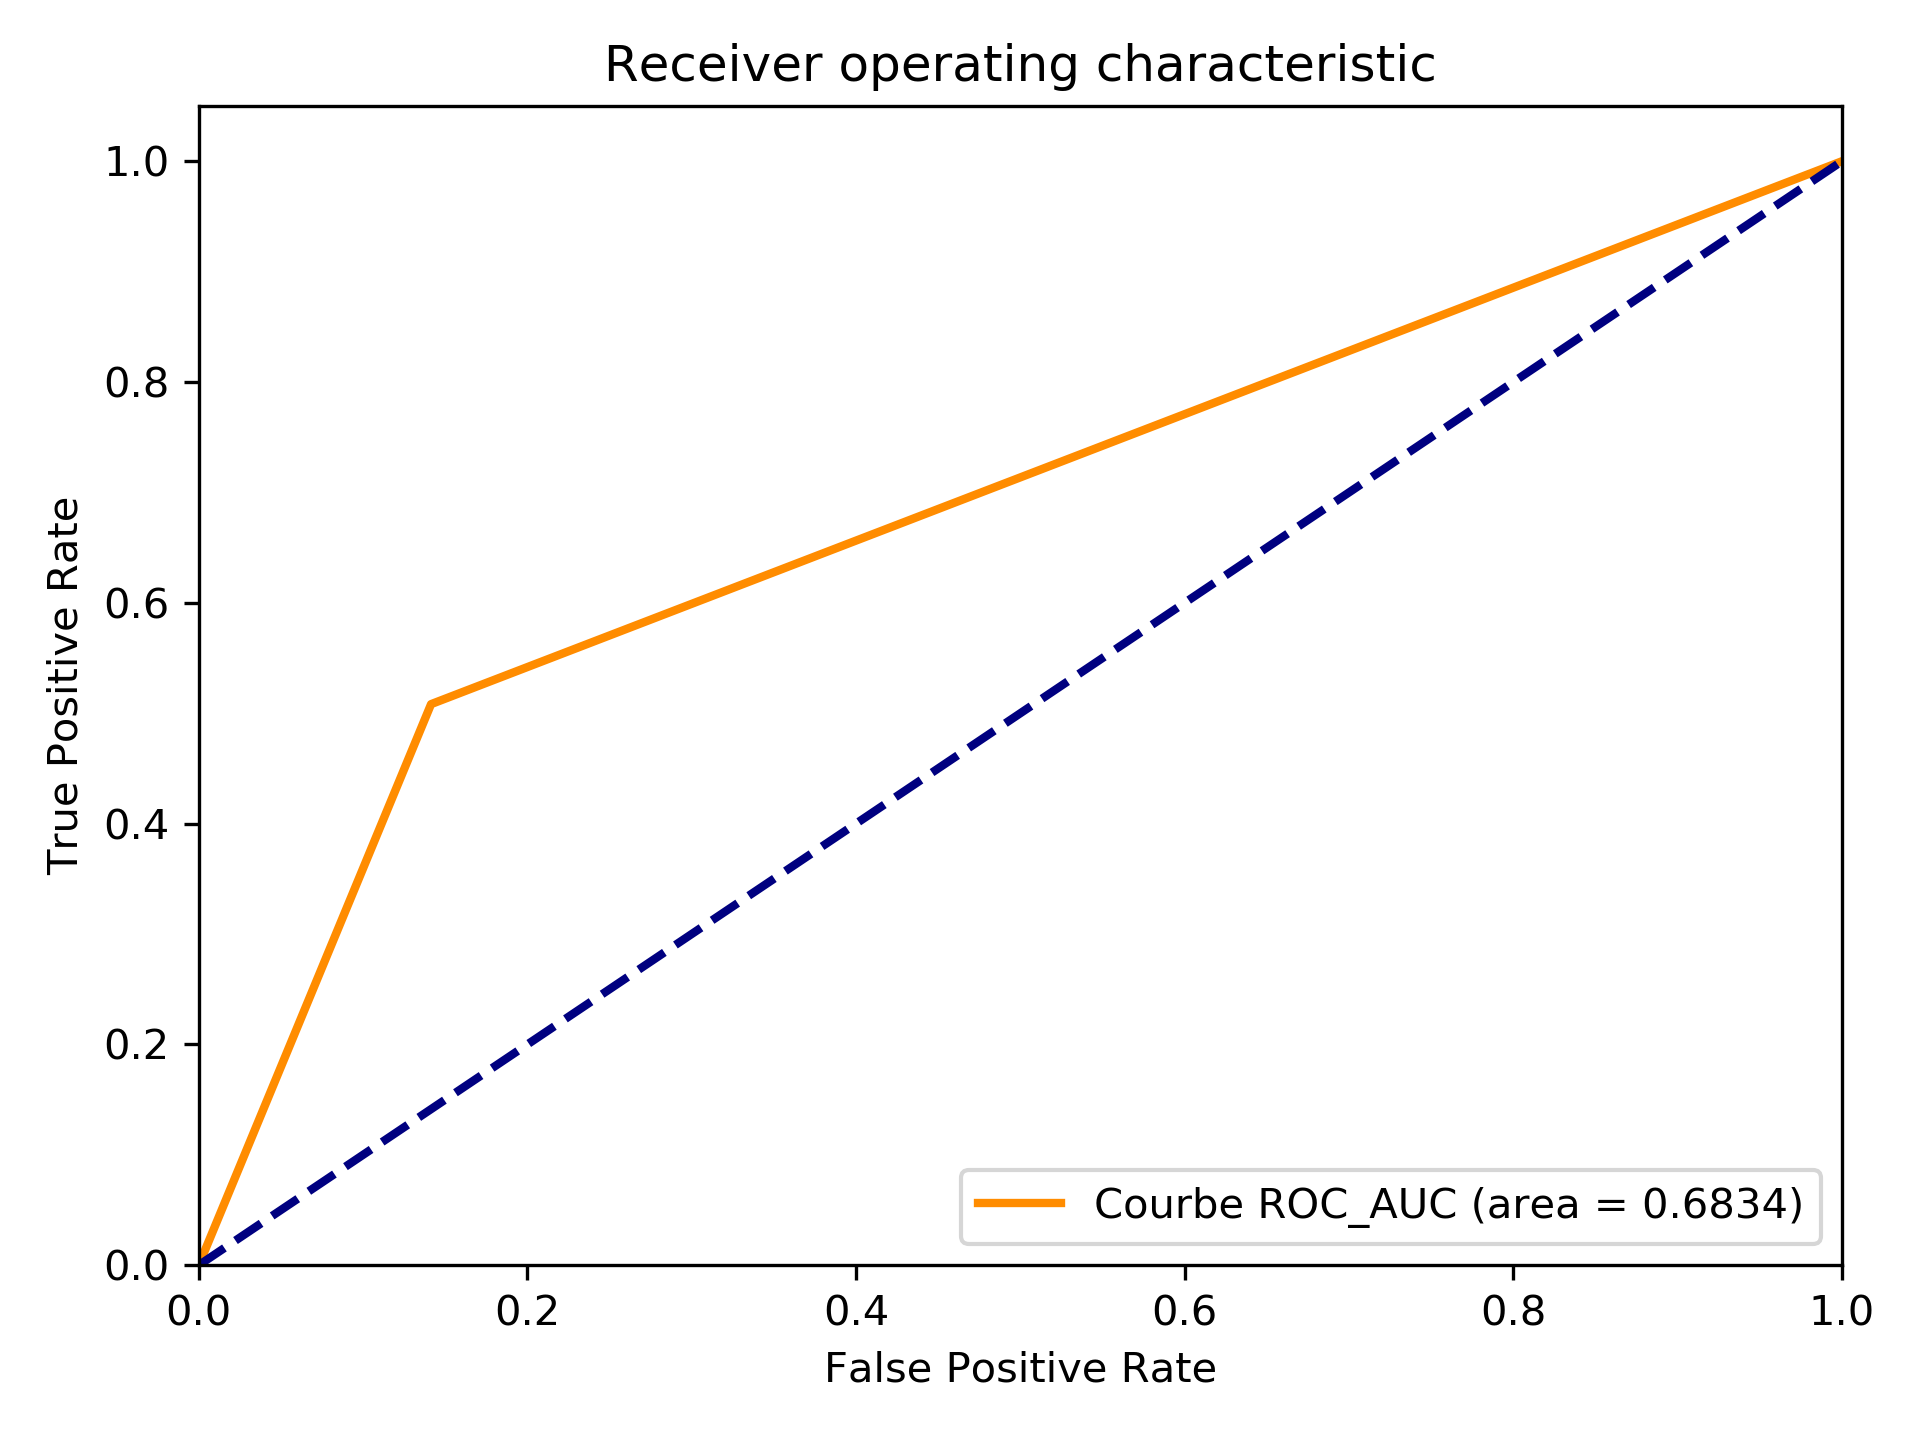 Receiver operating characteristic
True Positive Rate
1.0
0.8
0.6
0.4
0.2
0.0
Courbe ROC_AUC (area = 0.6834)
0.0 0.2 0.4 0.6 0.8 1.0
False Positive Rate